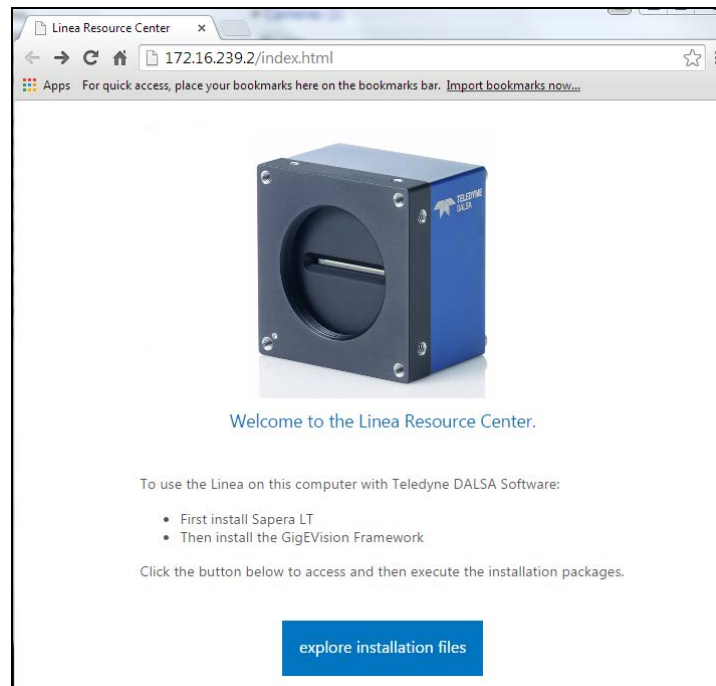 Linea Resource Center
172.16.239.2/index.html
Apps For quick access, place your bookmarks here on the bookmarks bar. Import bookmarks now...
TELEDYNE
DALSA
Welcome to the Linea Resource Center.
To use the Linea on this computer with Teledyne DALSA Software:
• First install Sapera LT
• Then install the GigEVision Framework
Click the button below to access and then execute the installation packages.
explore installation files